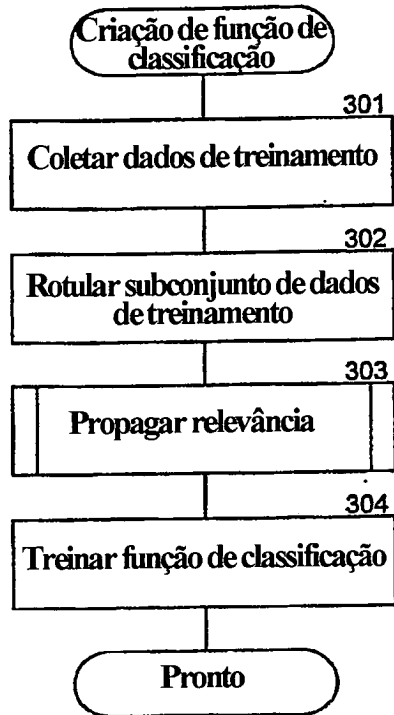 Criação de função de
classificação
301
Coletar dados de treinamento
302
Rotular subconjunto de dados
de treinamento
303
Propagar relevância
304
Treinar função de classificação
Pronto